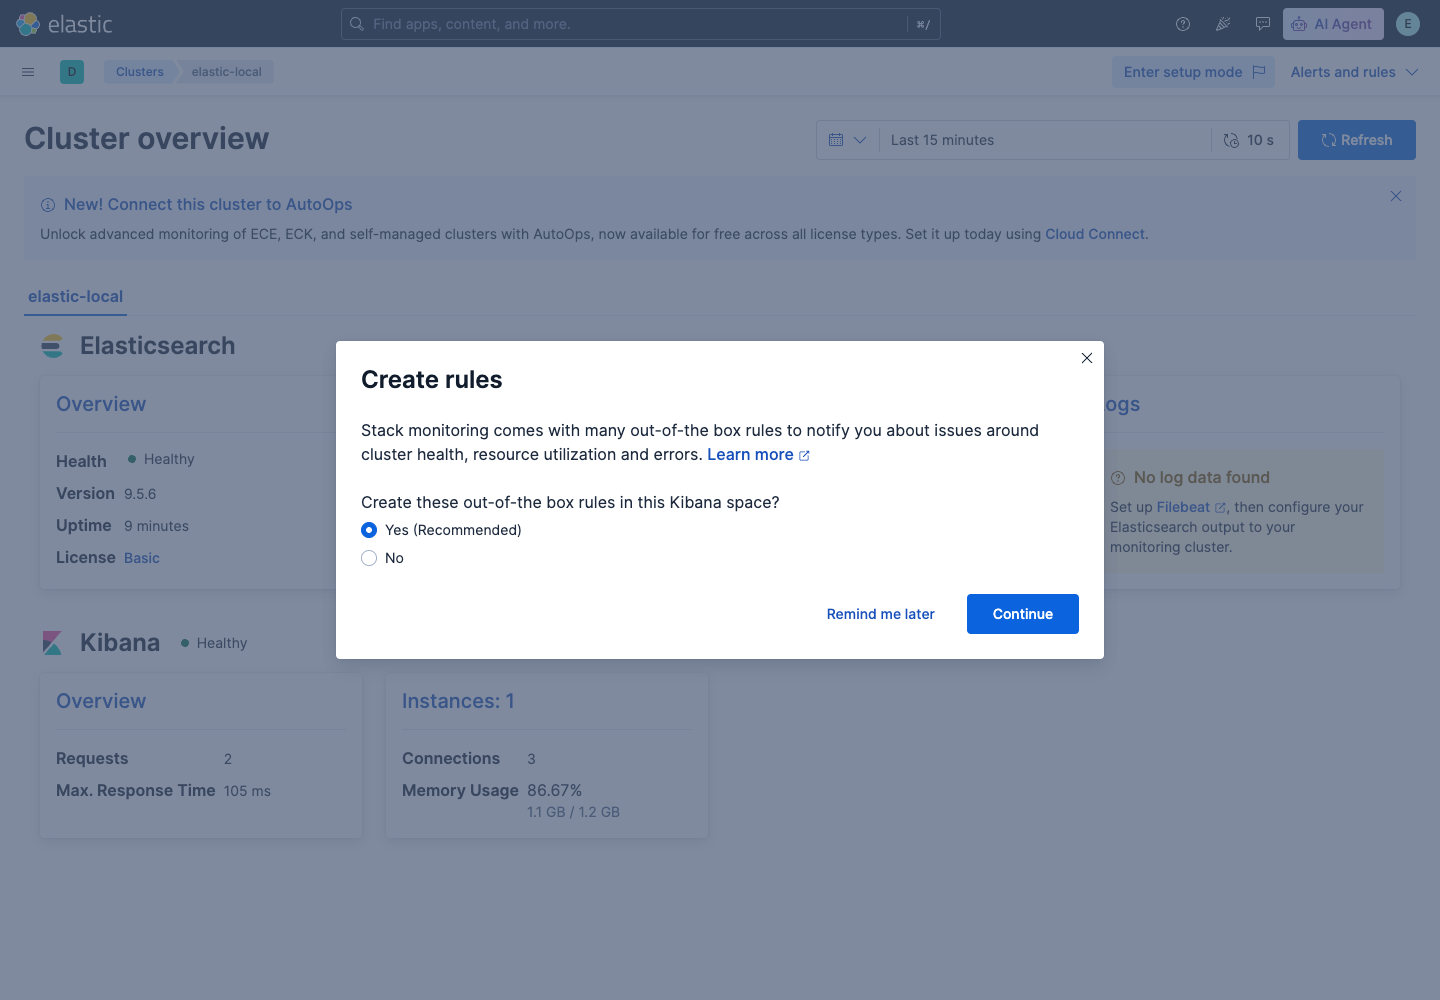 elastic
Find apps, content, and more.
⌘/
AI Agent
E
D
Clusters
elastic-local
Enter setup mode
Alerts and rules
Cluster overview
Last 15 minutes
10 s
Refresh
New! Connect this cluster to AutoOps
Unlock advanced monitoring of ECE, ECK, and self-managed clusters with AutoOps, now available for free across all license types. Set it up today using Cloud Connect.
elastic-local
Elasticsearch
Overview
Health Healthy
Version 9.5.6
Uptime 9 minutes
License Basic
Create rules
Stack monitoring comes with many out-of-the box rules to notify you about issues around
cluster health, resource utilization and errors. Learn more
Create these out-of-the box rules in this Kibana space?
Yes (Recommended)
No
Remind me later
Continue
ogs
No log data found
Set up Filebeat, then configure your
Elasticsearch output to your
monitoring cluster.
Kibana
Healthy
Overview
Requests 2
Max. Response Time 105 ms
Instances: 1
Connections 3
Memory Usage 86.67%
1.1 GB / 1.2 GB